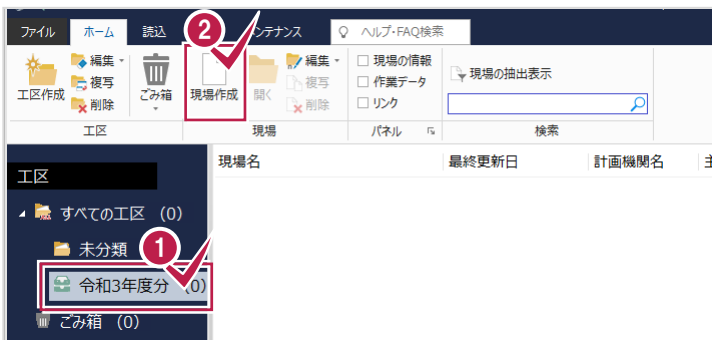 ファイル ホーム 読込 ンテナンス ヘルプ・FAQ検索
2
工区作成 編集 複写 削除 ごみ箱 現場作成 開く 編集 複写 削除 現場の情報 作業データ リンク 現場の抽出表示
工区 現場 パネル 検索
工区 現場名 最終更新日 計画機関名
すべての工区 (0)
未分類
1
令和3年度分 (0)
ごみ箱 (0)